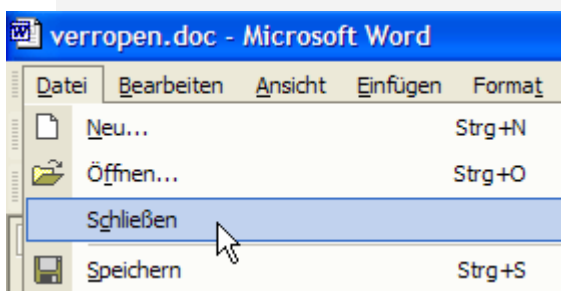 verropen.doc - Microsoft Word
Datei Bearbeiten Ansicht Einfügen Format
Neu... Strg+N
Öffnen... Strg+O
Schließen
Speichern Strg+S